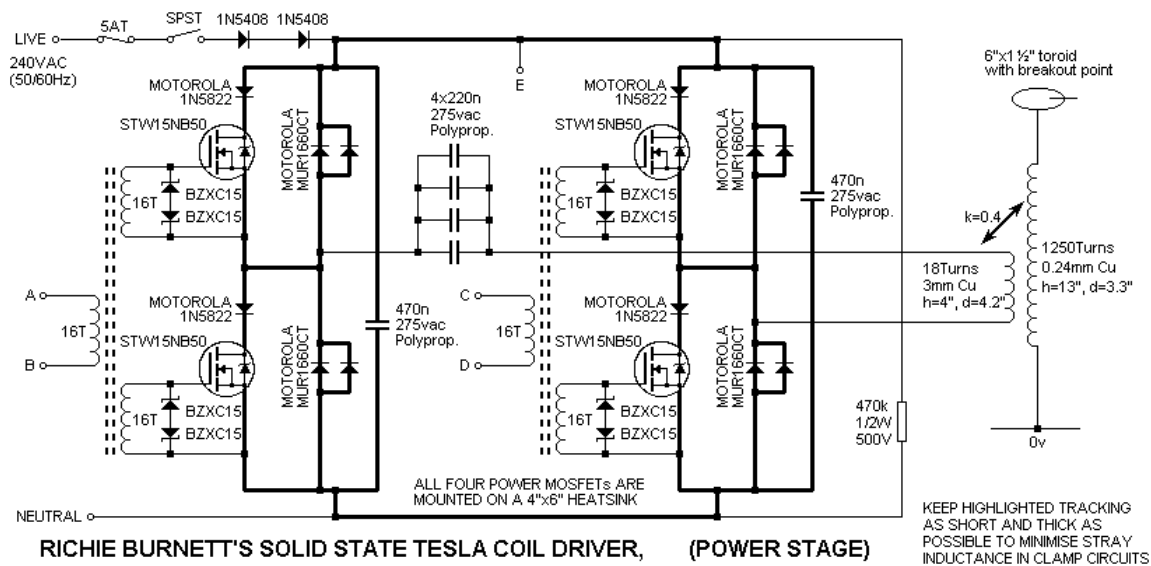 LIVE
5AT
SPST
1N5408
1N5408
240VAC
(50/60Hz)
E
6"x1 ½" toroid
with breakout point
MOTOROLA
1N5822
STW15NB50
MOTOROLA
MUR1660CT
4x220n
275vac
Polyprop.
MOTOROLA
1N5822
STW15NB50
MOTOROLA
MUR1660CT
16T
BZXC15
BZXC15
16T
BZXC15
BZXC15
470n
275vac
Polyprop.
k=0.4
1250Turns
0.24mm Cu
h=13", d=3.3"
18Turns
3mm Cu
h=4", d=4.2"
A
16T
B
MOTOROLA
1N5822
STW15NB50
MOTOROLA
MUR1660CT
470n
275vac
Polyprop.
C
16T
D
MOTOROLA
1N5822
STW15NB50
MOTOROLA
MUR1660CT
16T
BZXC15
BZXC15
16T
BZXC15
BZXC15
470k
1/2W
500V
0v
ALL FOUR POWER MOSFETs ARE
MOUNTED ON A 4"x6" HEATSINK
NEUTRAL
KEEP HIGHLIGHTED TRACKING
AS SHORT AND THICK AS
POSSIBLE TO MINIMISE STRAY
INDUCTANCE IN CLAMP CIRCUITS
RICHIE BURNETT'S SOLID STATE TESLA COIL DRIVER, (POWER STAGE)